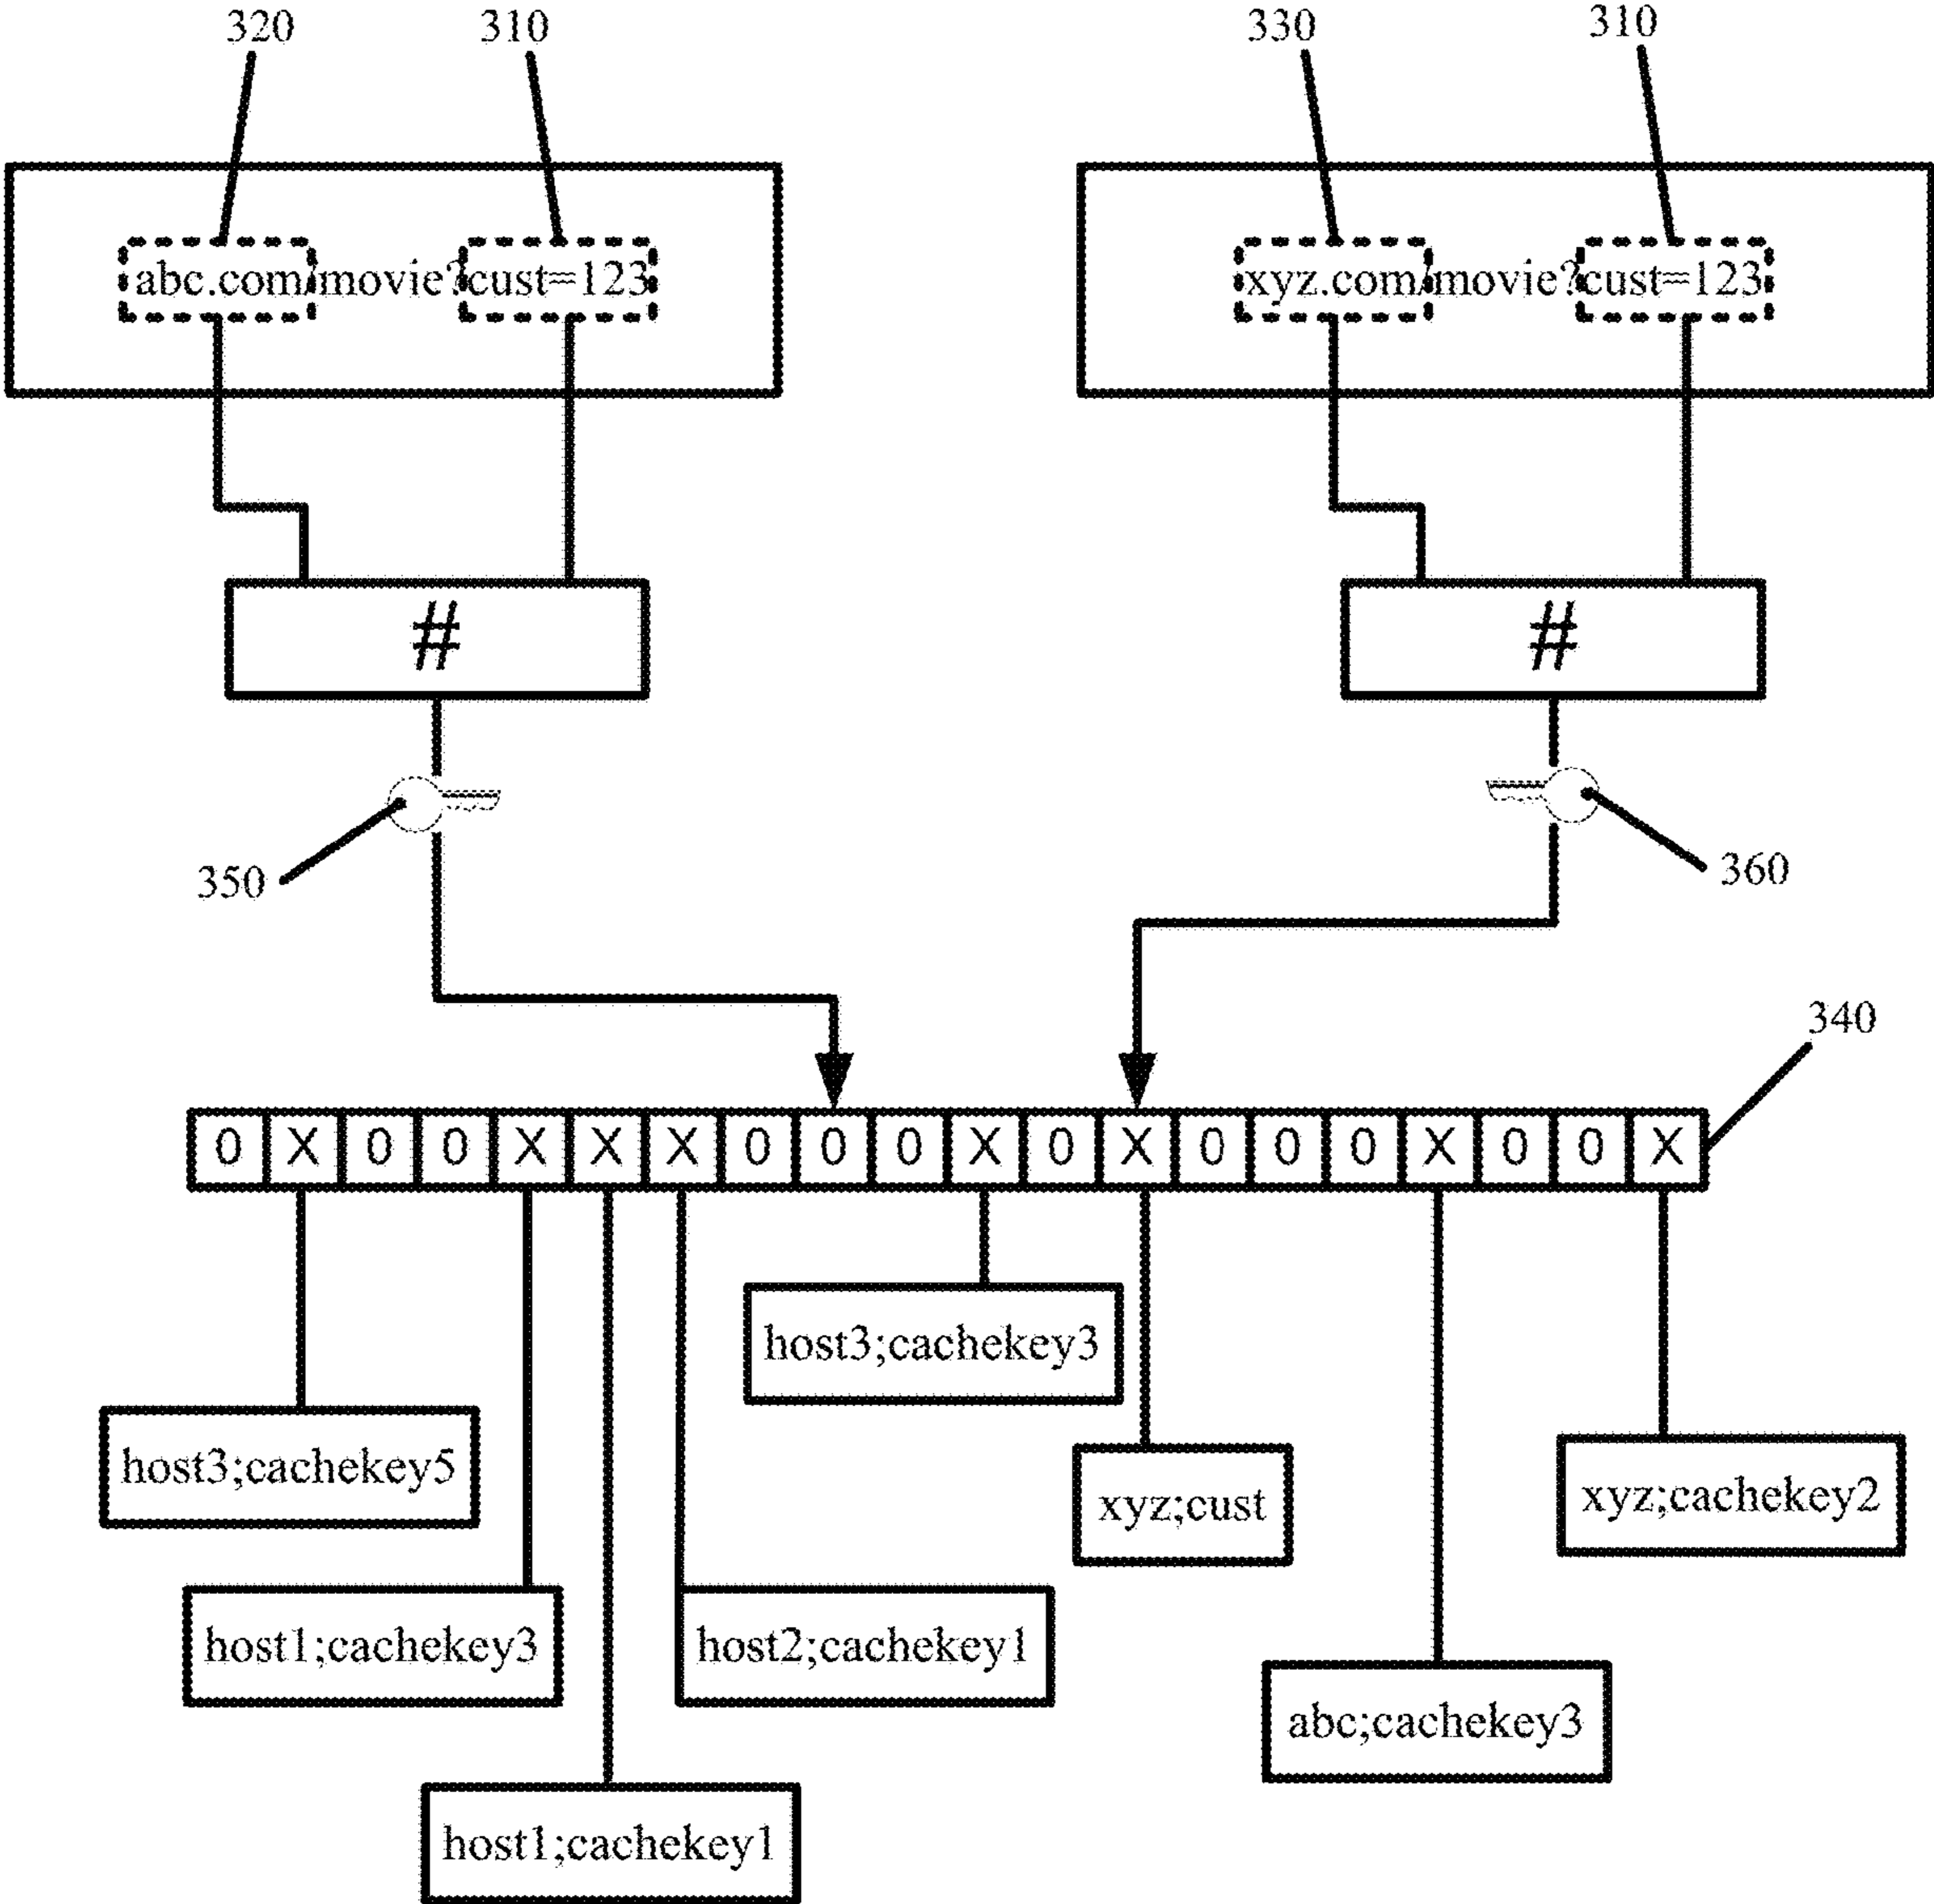 320 310 330 310
abc.com/movie?cust=123 xyz.com/movie?cust=123
# #
350 360
340
0 X 0 0 X X X 0 0 0 X 0 X 0 0 0 X 0 0 X
host3;cachekey3
host3;cachekey5
xyz;cust
xyz;cachekey2
host1;cachekey3
host2;cachekey1
abc;cachekey3
host1;cachekey1